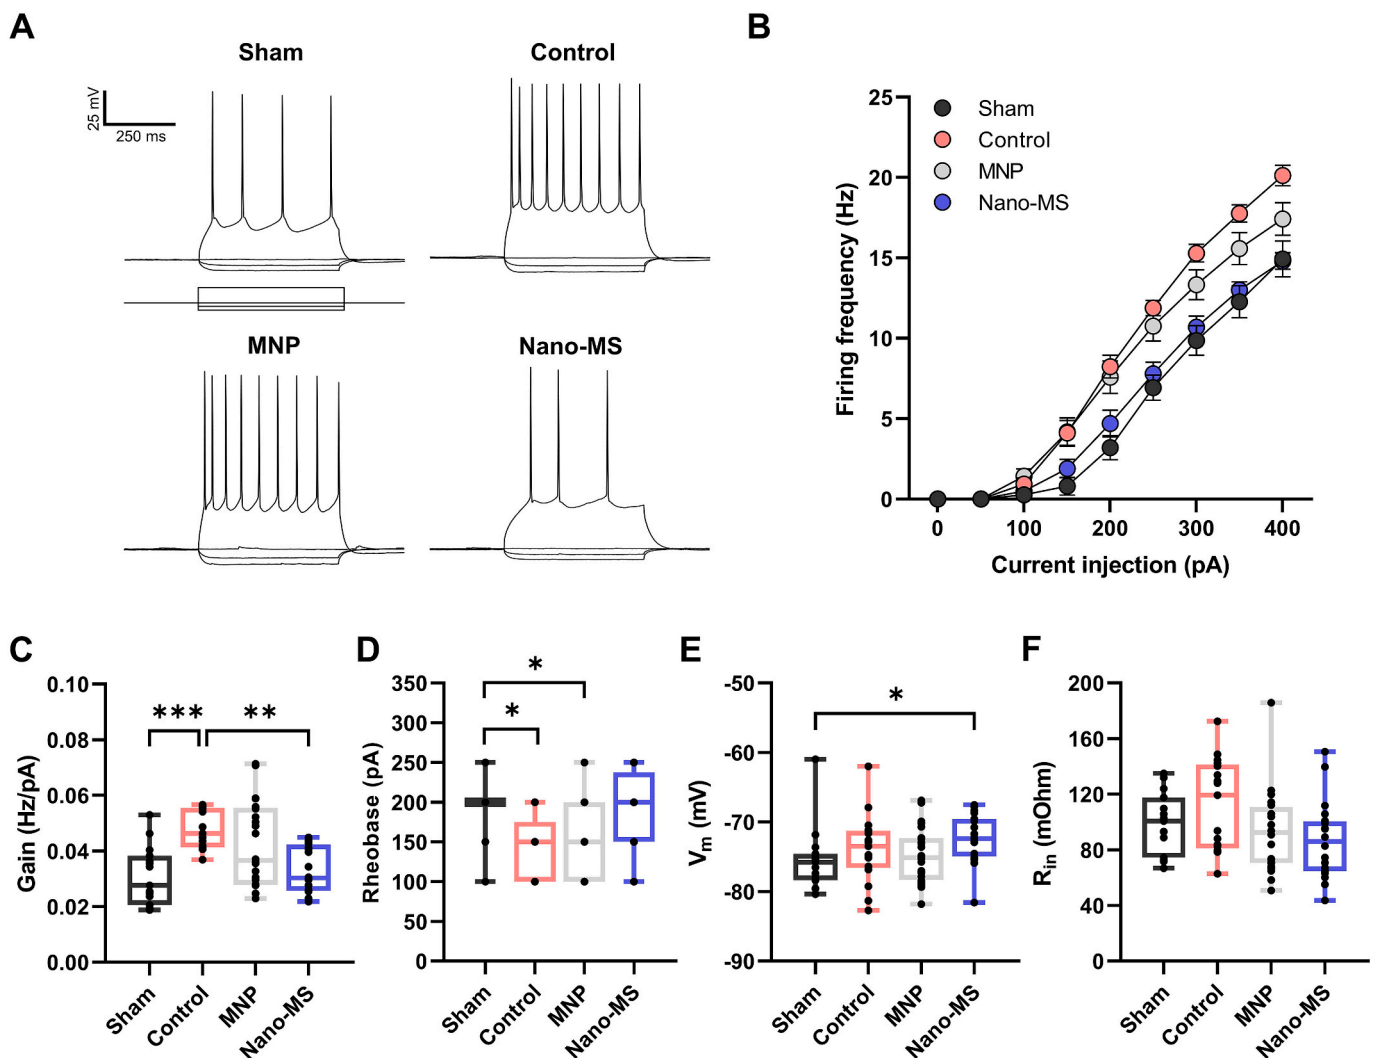 A
Sham
Control
25 mV
250 ms
MNP
Nano-MS
B
25
20
15
10
5
0
Firing frequency (Hz)
Sham
Control
MNP
Nano-MS
0
100
200
300
400
Current injection (pA)
C
0.10
0.08
0.06
0.04
0.02
0.00
Gain (Hz/pA)
***
**
Sham
Control
MNP
Nano-MS
D
350
300
250
200
150
100
50
0
Rheobase (pA)
*
*
Sham
Control
MNP
Nano-MS
E
-50
-60
-70
-80
-90
Vm (mV)
*
Sham
Control
MNP
Nano-MS
F
200
160
120
80
40
0
Rin (mOhm)
Sham
Control
MNP
Nano-MS